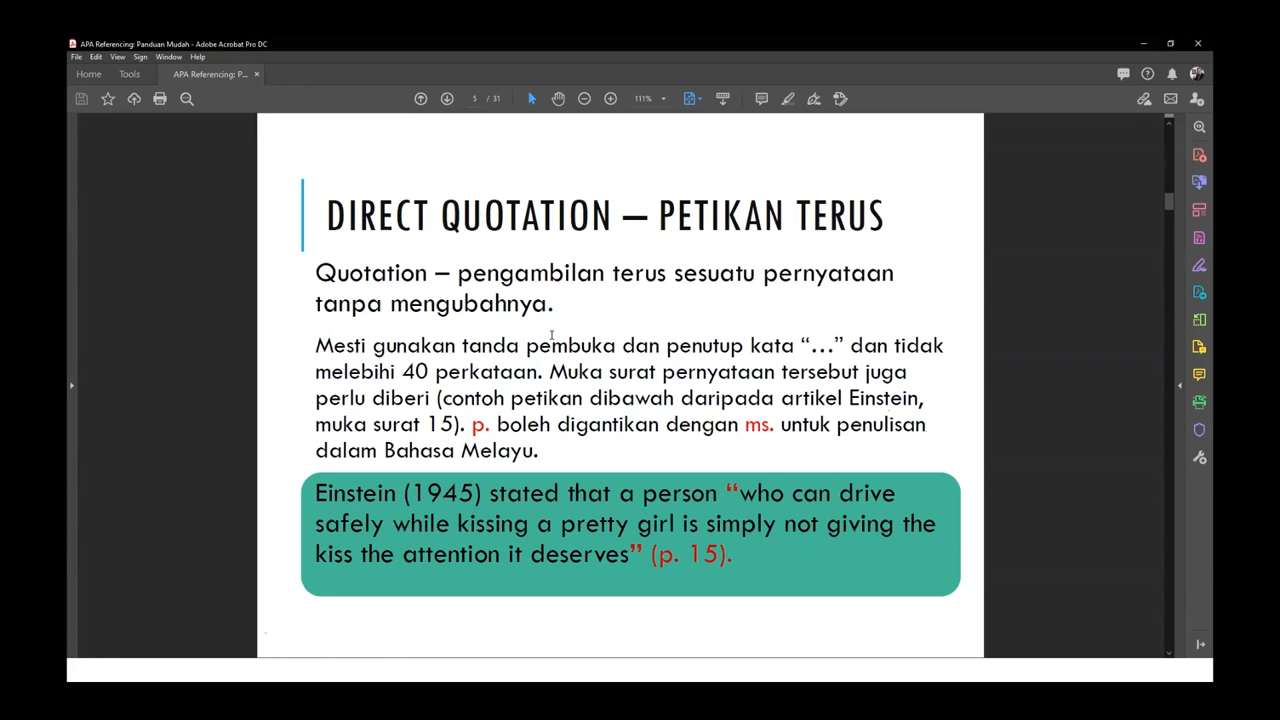 APA Referencing: Panduan Mudah - Adobe Acrobat Pro DC
File Edit View Sign Window Help
Home Tools APA Referencing: P... ×
5 / 31 111%
DIRECT QUOTATION – PETIKAN TERUS
Quotation – pengambilan terus sesuatu pernyataan
tanpa mengubahnya.
Mesti gunakan tanda pembuka dan penutup kata “...” dan tidak
melebihi 40 perkataan. Muka surat pernyataan tersebut juga
perlu diberi (contoh petikan dibawah daripada artikel Einstein,
muka surat 15). p. boleh digantikan dengan ms. untuk penulisan
dalam Bahasa Melayu.
Einstein (1945) stated that a person “who can drive
safely while kissing a pretty girl is simply not giving the
kiss the attention it deserves” (p. 15).